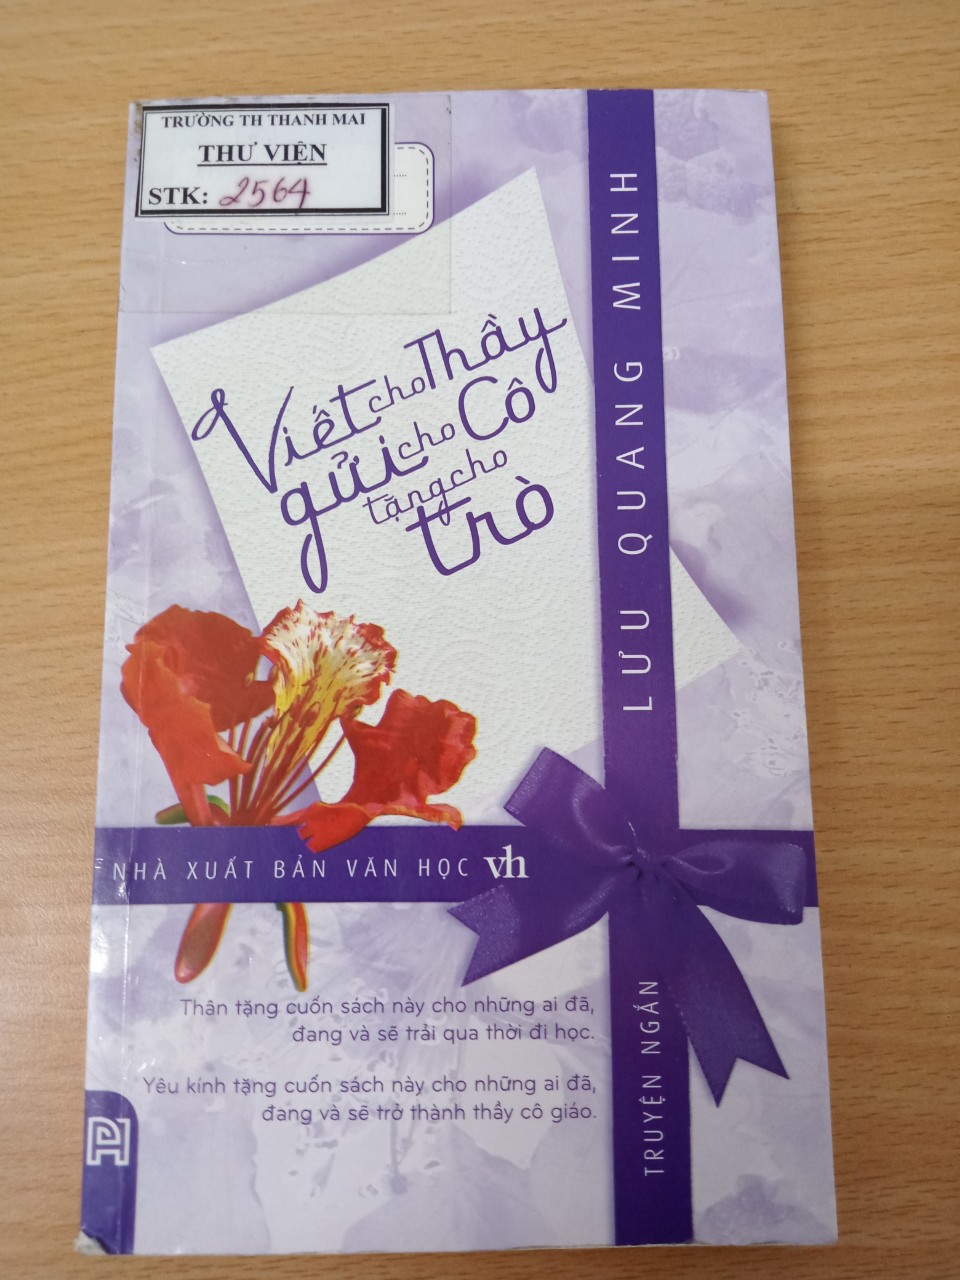 TRƯỜNG TH THANH MAI
THƯ VIỆN
STK: 2564
Viết cho Thầy
gửi cho Cô
tặng cho
trò
LƯU QUANG MINH
NHÀ XUẤT BẢN VĂN HỌC vh
Thân tặng cuốn sách này cho những ai đã,
đang và sẽ trải qua thời đi học.
Yêu kính tặng cuốn sách này cho những ai đã,
đang và sẽ trở thành thầy cô giáo.
TRUYỆN NGẮN